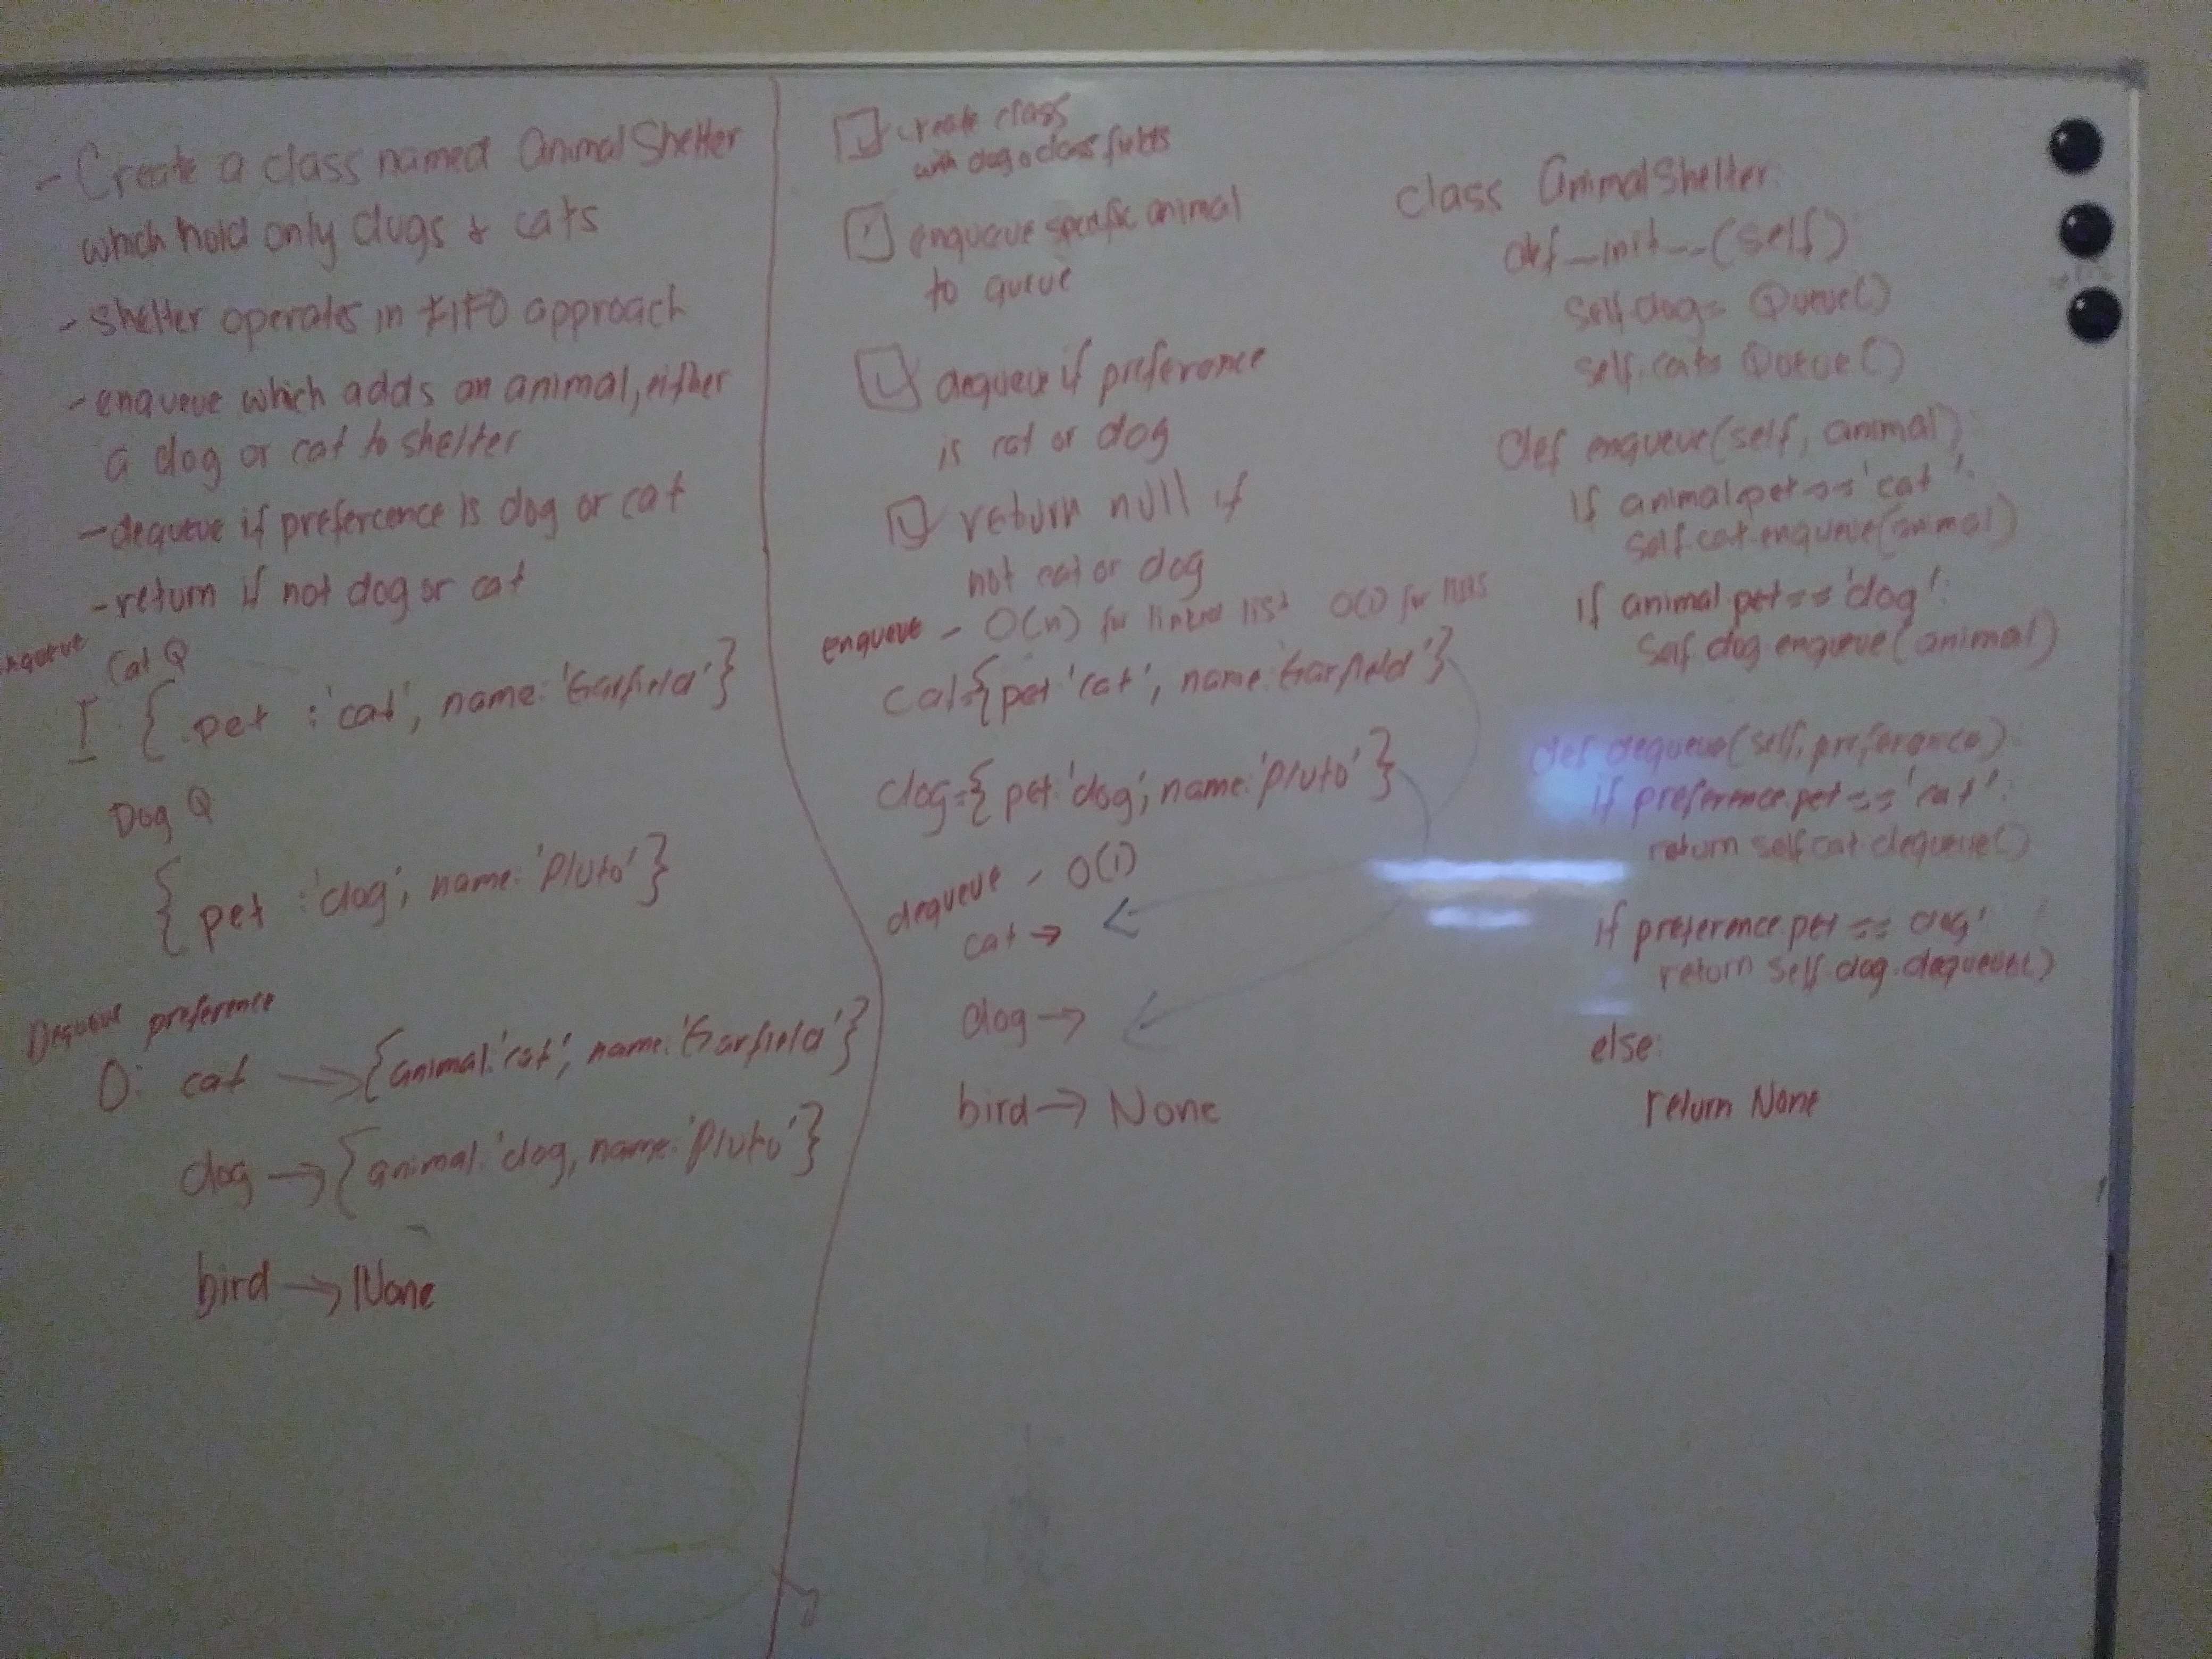 - Create a class named AnimalShelter
which hold only dogs & cats
- shelter operates in FIFO approach
- enqueue which adds an animal, either
a dog or cat to shelter
- dequeue if prefercence is dog or cat
- return if not dog or cat
enqueue
Cat Q
I { pet : 'cat', name: 'Garfield' }
Dog Q
{ pet : 'dog', name: 'Pluto' }
Dequeue preference
O: cat → {animal: 'cat', name: 'Garfield'}
dog → {animal: 'dog, name: 'Pluto'}
bird → None
create class
with dog &
enqueue specific animal
to queue
dequeue if preference
is cat or dog
return null if
not cat or dog
enqueue - O(n) for linked list O(1) for
cat={pet 'cat', name: 'Garfield'}
dog={pet: 'dog', name: 'Pluto'}
dequeue - O(1)
cat →
dog →
bird → None
class AnimalShelter:
def __init__(self)
self.dog = Queue()
self.cat = Queue()
def enqueue(self, animal)
if animal.pet == 'cat':
self.cat.enqueue(animal)
if animal.pet == 'dog':
self.dog.enqueue(animal)
def dequeue(self, preference)
if preference.pet == 'cat':
return self.cat.dequeue()
if preference.pet == dog'
return self.dog.dequeue()
else:
return None